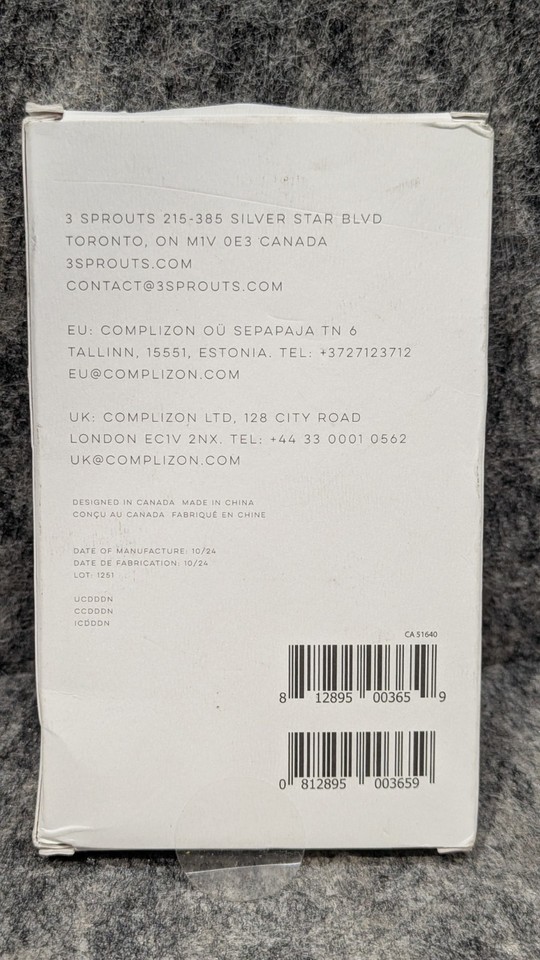 3 SPROUTS 215-385 SILVER STAR BLVD
TORONTO, ON M1V 0E3 CANADA
3SPROUTS.COM
CONTACT@3SPROUTS.COM
EU: COMPLIZON OÜ SEPAPAJA TN 6
TALLINN, 15551, ESTONIA. TEL: +3727123712
EU@COMPLIZON.COM
UK: COMPLIZON LTD, 128 CITY ROAD
LONDON EC1V 2NX. TEL: +44 33 0001 0562
UK@COMPLIZON.COM
DESIGNED IN CANADA MADE IN CHINA
CONÇU AU CANADA FABRIQUÉ EN CHINE
DATE OF MANUFACTURE: 10/24
DATE DE FABRICATION: 10/24
LOT: 1251
UCDDDN
CCDDDN
ICDDDN
CA 51640
8 12895 00365 9
0 812895 003659